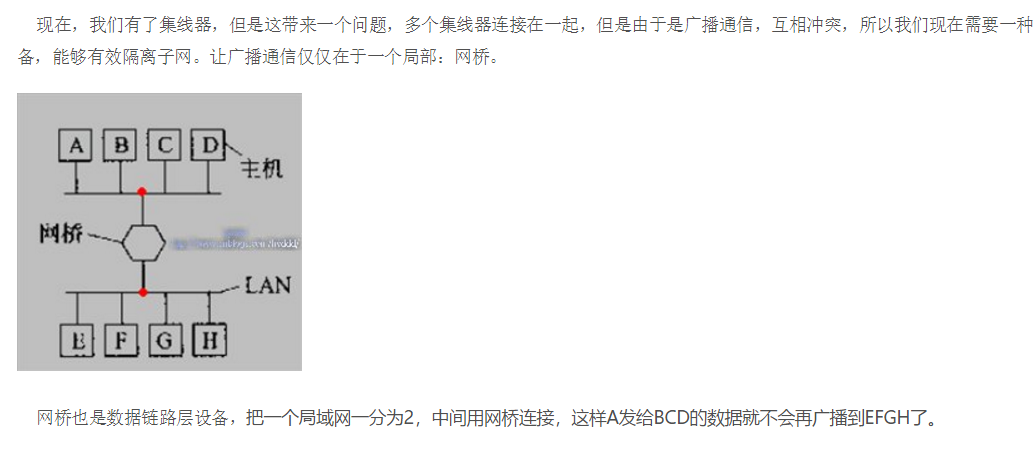 现在，我们有了集线器，但是这带来一个问题，多个集线器连接在一起，但是由于是广播通信，互相冲突，所以我们现在需要一种
备，能够有效隔离子网。让广播通信仅仅在于一个局部：网桥。
A B C D
主机
网桥
LAN
E F G H
网桥也是数据链路层设备，把一个局域网一分为2，中间用网桥连接，这样A发给BCD的数据就不会再广播到EFGH了。